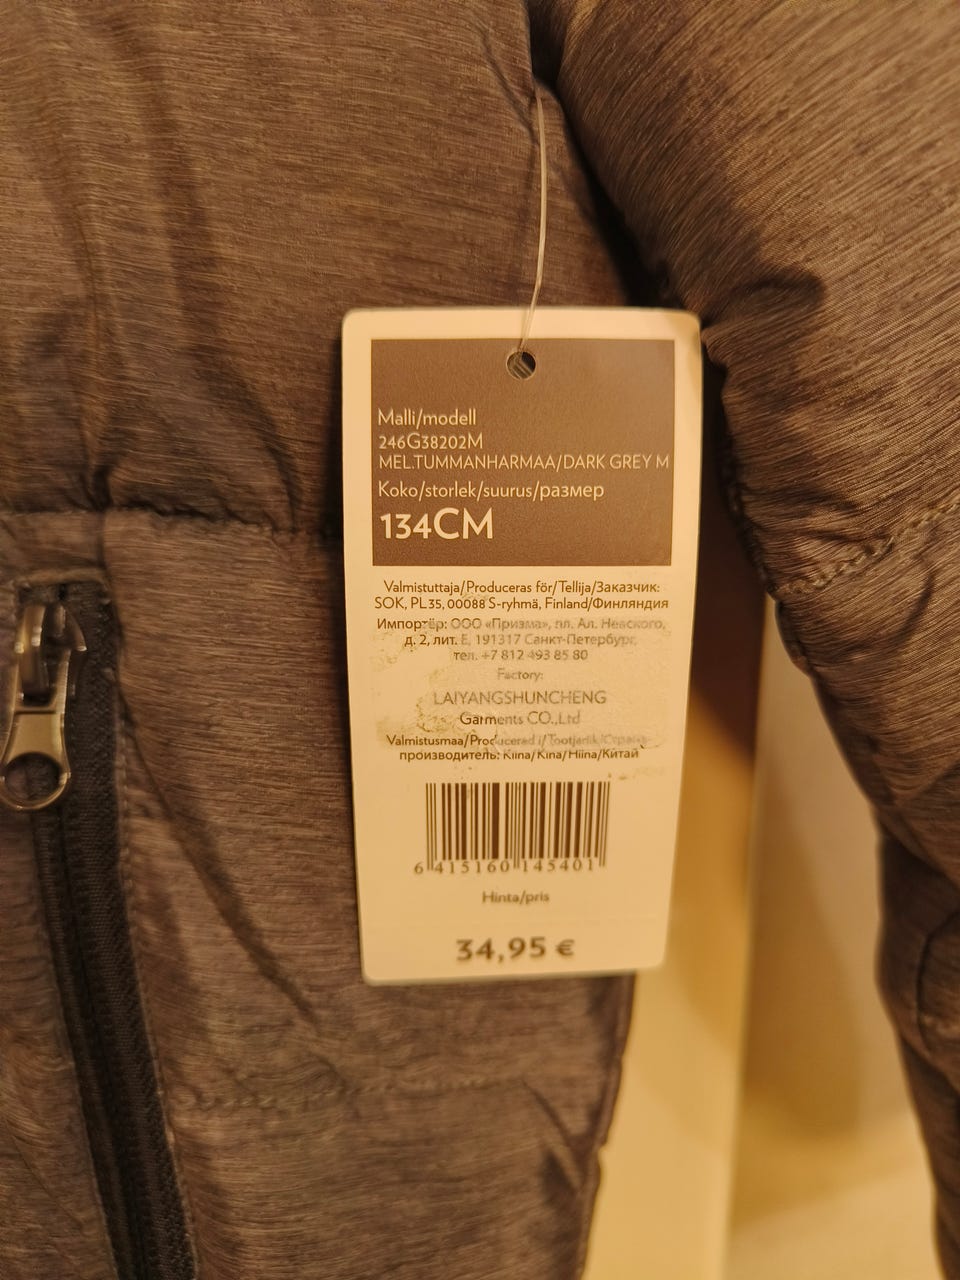 Malli/modell
246G38202M
MEL.TUMMANHARMAA/DARK GREY M
Koko/storlek/suurus/размер
134CM
Valmistuttaja/Produceras för/Tellija/Заказчик:
SOK, PL 35, 00088 S-ryhmä, Finland/Финляндия
Импортёр: ООО «Призма», пл. Ал. Невского,
д. 2, лит. Е, 191317 Санкт-Петербург,
тел. +7 812 493 85 80
Factory:
LAIYANGSHUNCHENG
Garments CO.,Ltd
Valmistusmaa/Producerad i/Tootjariik/Страна-
производитель: Kiina/Kina/Hiina/Китай
6 415160 145401
Hinta/pris
34,95 €